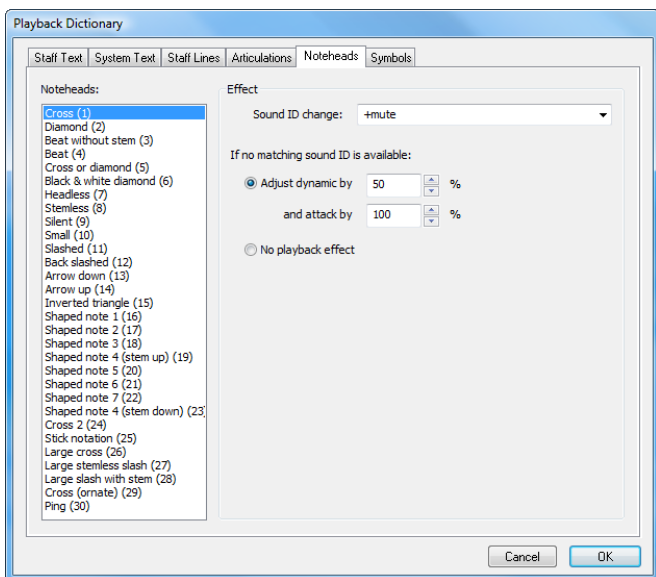 Playback Dictionary
Staff Text System Text Staff Lines Articulations Noteheads Symbols
Noteheads:
Cross (1)
Diamond (2)
Beat without stem (3)
Beat (4)
Cross or diamond (5)
Black & white diamond (6)
Headless (7)
Stemless (8)
Silent (9)
Small (10)
Slashed (11)
Back slashed (12)
Arrow down (13)
Arrow up (14)
Inverted triangle (15)
Shaped note 1 (16)
Shaped note 2 (17)
Shaped note 3 (18)
Shaped note 4 (stem up) (19)
Shaped note 5 (20)
Shaped note 6 (21)
Shaped note 7 (22)
Shaped note 4 (stem down) (23)
Cross 2 (24)
Stick notation (25)
Large cross (26)
Large stemless slash (27)
Large slash with stem (28)
Cross (ornate) (29)
Ping (30)
Effect
Sound ID change: +mute
If no matching sound ID is available:
Adjust dynamic by 50 %
and attack by 100 %
No playback effect
Cancel OK